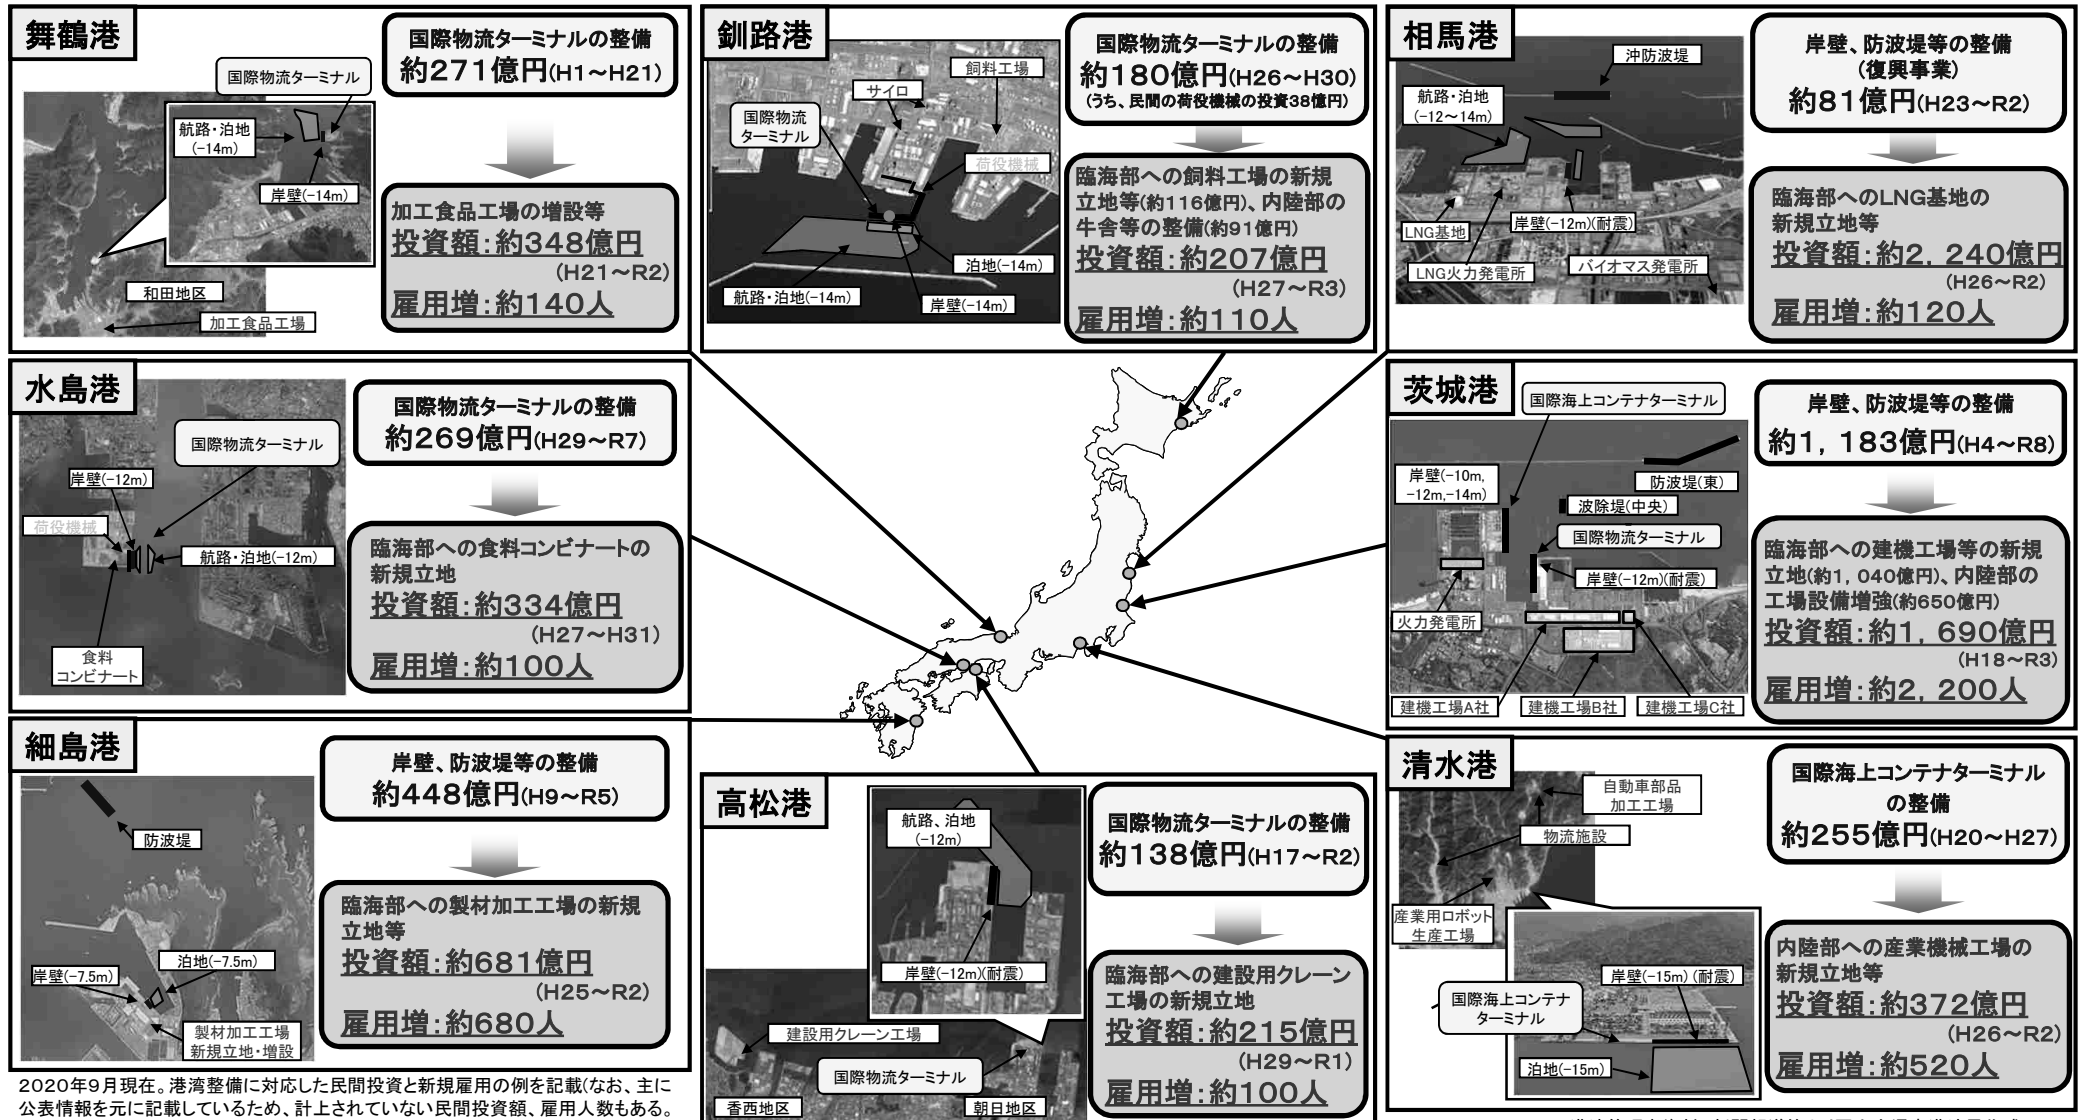 舞鶴港
国際物流ターミナルの整備
約271億円(H1～H21)
国際物流ターミナル
航路・泊地
(-14m)
岸壁(-14m)
和田地区
加工食品工場
加工食品工場の増設等
投資額:約348億円
(H21～R2)
雇用増:約140人
釧路港
国際物流ターミナルの整備
約180億円(H26～H30)
(うち、民間の荷役機械の投資38億円)
飼料工場
サイロ
国際物流
ターミナル
荷役機械
泊地(-14m)
航路・泊地(-14m)
岸壁(-14m)
臨海部への飼料工場の新規
立地等(約116億円)、内陸部の
牛舎等の整備(約91億円)
投資額:約207億円
(H27～R3)
雇用増:約110人
相馬港
岸壁、防波堤等の整備
(復興事業)
約81億円(H23～R2)
沖防波堤
航路・泊地
(-12～14m)
岸壁(-12m)(耐震)
LNG基地
LNG火力発電所
バイオマス発電所
臨海部へのLNG基地の
新規立地等
投資額:約2,240億円
(H26～R2)
雇用増:約120人
水島港
国際物流ターミナルの整備
約269億円(H29～R7)
国際物流ターミナル
岸壁(-12m)
荷役機械
航路・泊地(-12m)
食料
コンビナート
臨海部への食料コンビナートの
新規立地
投資額:約334億円
(H27～H31)
雇用増:約100人
茨城港
岸壁、防波堤等の整備
約1,183億円(H4～R8)
国際海上コンテナターミナル
岸壁(-10m,
-12m,-14m)
防波堤(東)
波除堤(中央)
国際物流ターミナル
岸壁(-12m)(耐震)
火力発電所
建機工場A社
建機工場B社
建機工場C社
臨海部への建機工場等の新規
立地(約1,040億円)、内陸部の
工場設備増強(約650億円)
投資額:約1,690億円
(H18～R3)
雇用増:約2,200人
細島港
岸壁、防波堤等の整備
約448億円(H9～R5)
防波堤
泊地(-7.5m)
岸壁(-7.5m)
製材加工工場
新規立地・増設
臨海部への製材加工工場の新規
立地等
投資額:約681億円
(H25～R2)
雇用増:約680人
高松港
国際物流ターミナルの整備
約138億円(H17～R2)
航路、泊地
(-12m)
岸壁(-12m)(耐震)
建設用クレーン工場
国際物流ターミナル
香西地区
朝日地区
臨海部への建設用クレーン
工場の新規立地
投資額:約215億円
(H29～R1)
雇用増:約100人
清水港
国際海上コンテナターミナル
の整備
約255億円(H20～H27)
自動車部品
加工工場
物流施設
産業用ロボット
生産工場
岸壁(-15m)(耐震)
国際海上コンテナ
ターミナル
泊地(-15m)
内陸部への産業機械工場の
新規立地等
投資額:約372億円
(H26～R2)
雇用増:約520人
2020年9月現在。港湾整備に対応した民間投資と新規雇用の例を記載(なお、主に
公表情報を元に記載しているため、計上されていない民間投資額、雇用人数もある。